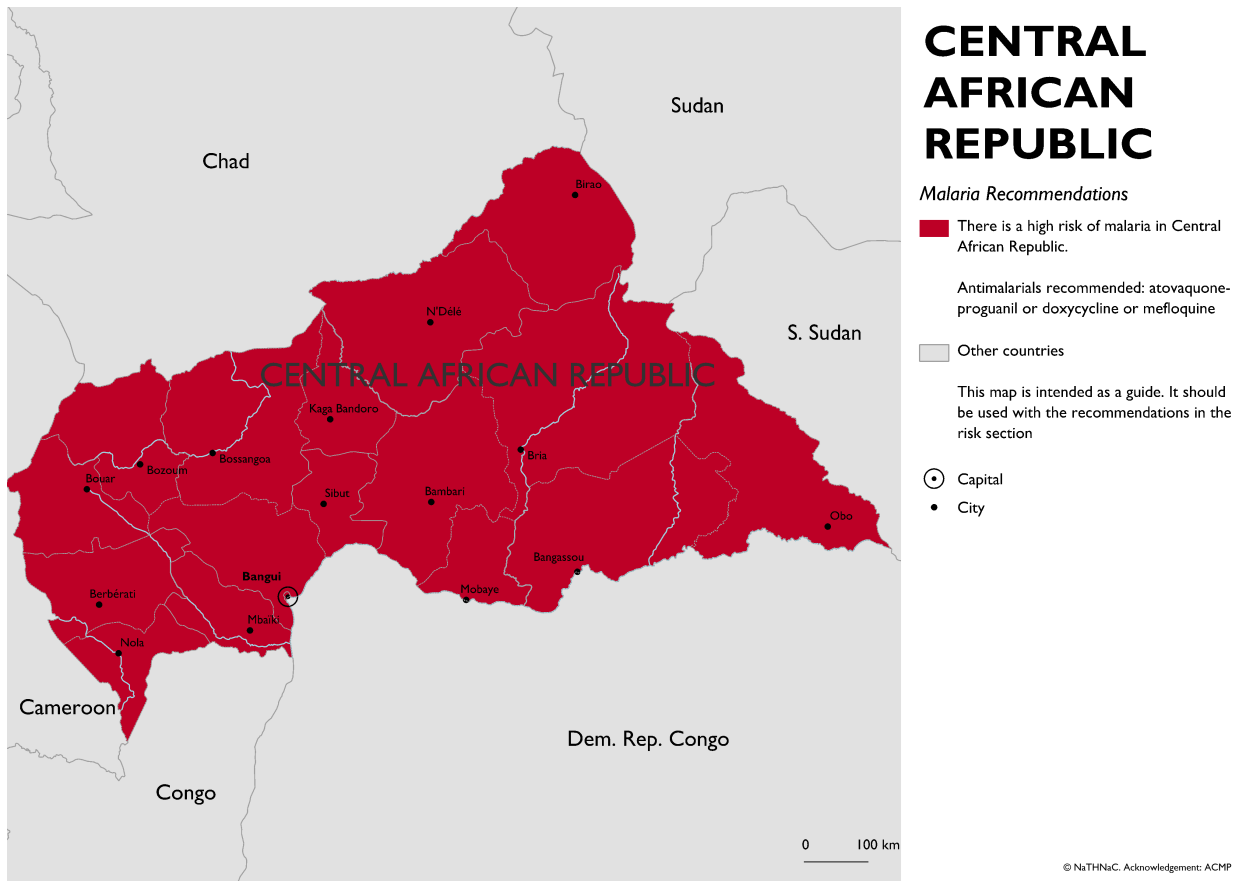 CENTRAL
AFRICAN
REPUBLIC
Malaria Recommendations
There is a high risk of malaria in Central
African Republic.
Antimalarials recommended: atovaquone-
proguanil or doxycycline or mefloquine
Other countries
This map is intended as a guide. It should
be used with the recommendations in the
risk section
Capital
City
Sudan
Chad
Birao
N'Délé
S. Sudan
CENTRAL AFRICAN REPUBLIC
Kaga Bandoro
Bossangoa
Bria
Bozoum
Bouar
Sibut
Bambari
Obo
Bangassou
Bangui
Mobaye
Berbérati
Mbaïki
Nola
Cameroon
Dem. Rep. Congo
Congo
0 100 km
© NaTHNaC. Acknowledgement: ACMP